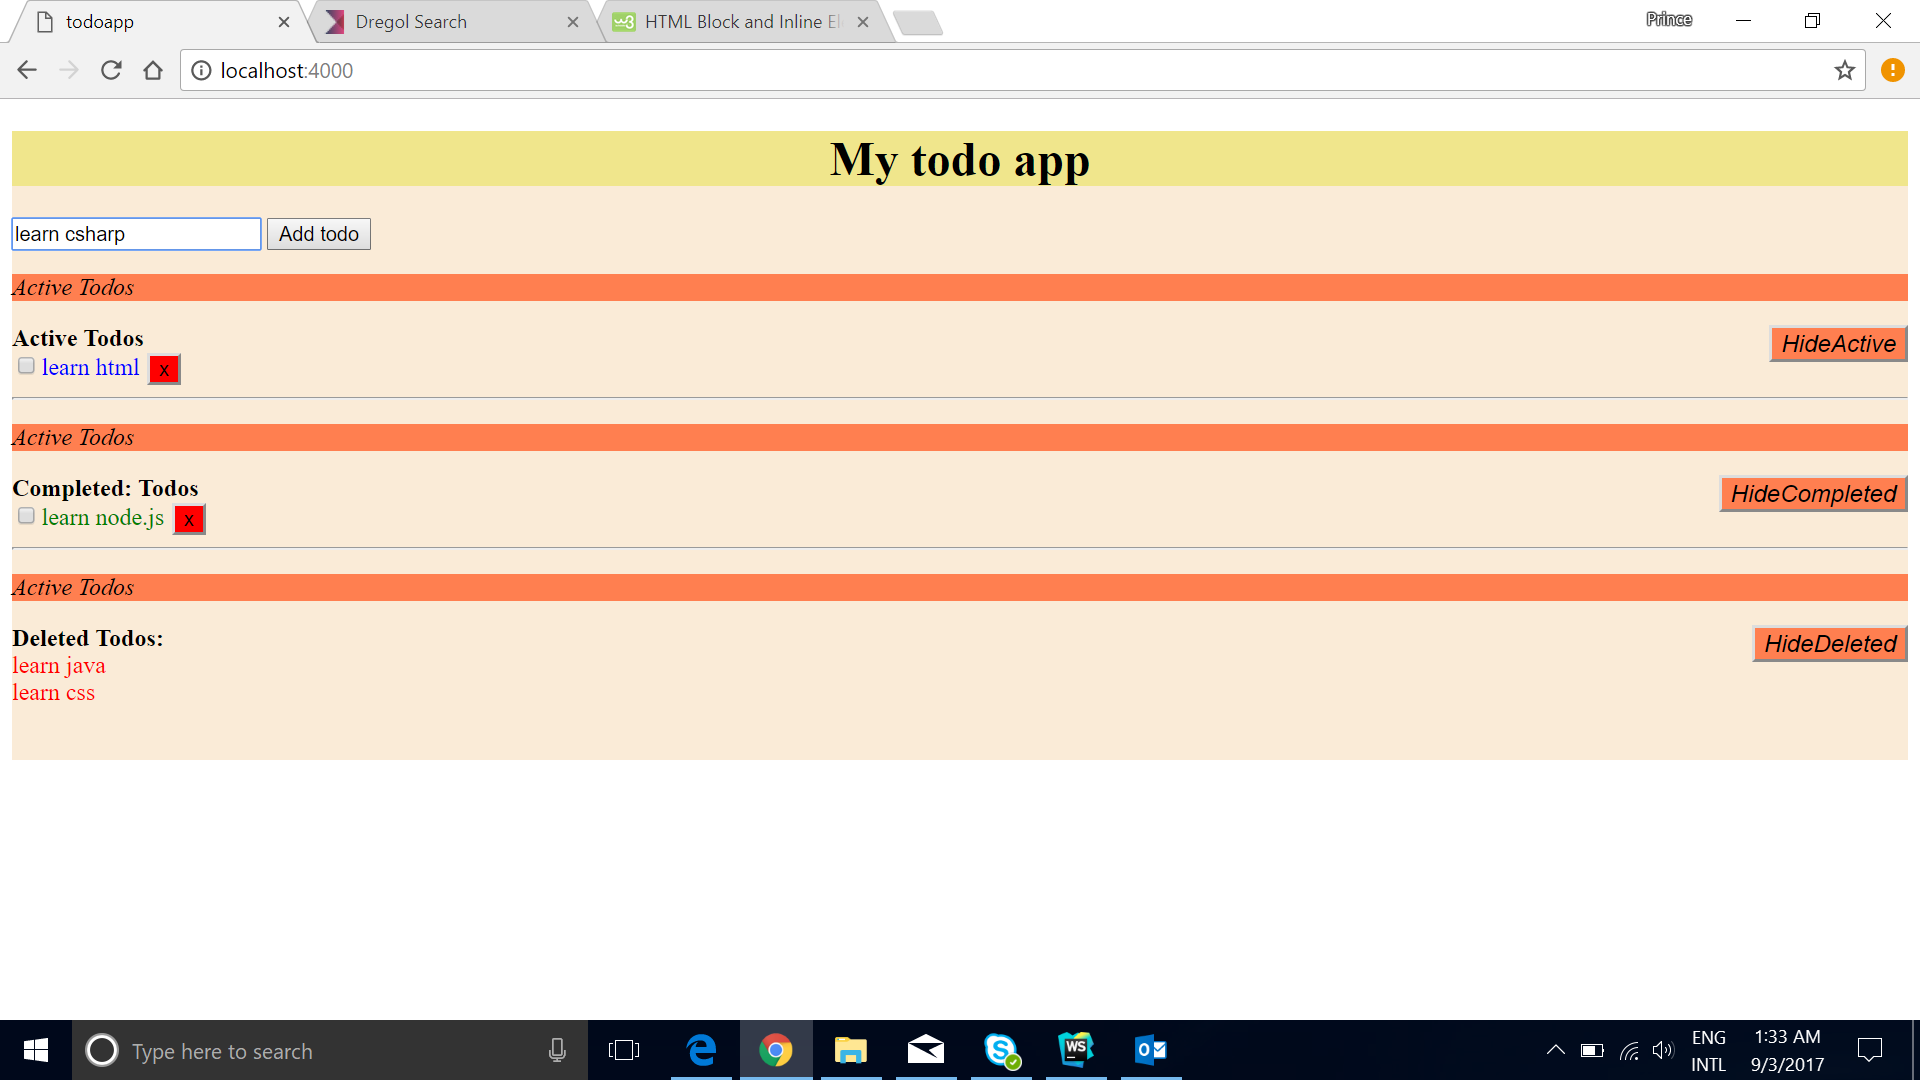 todoapp
Dregol Search
HTML Block and Inline El
Prince
localhost:4000
My todo app
learn csharp
Add todo
Active Todos
Active Todos
HideActive
learn html
x
Active Todos
Completed: Todos
HideCompleted
learn node.js
x
Active Todos
Deleted Todos:
HideDeleted
learn java
learn css
Type here to search
WS
ENG
INTL
1:33 AM
9/3/2017